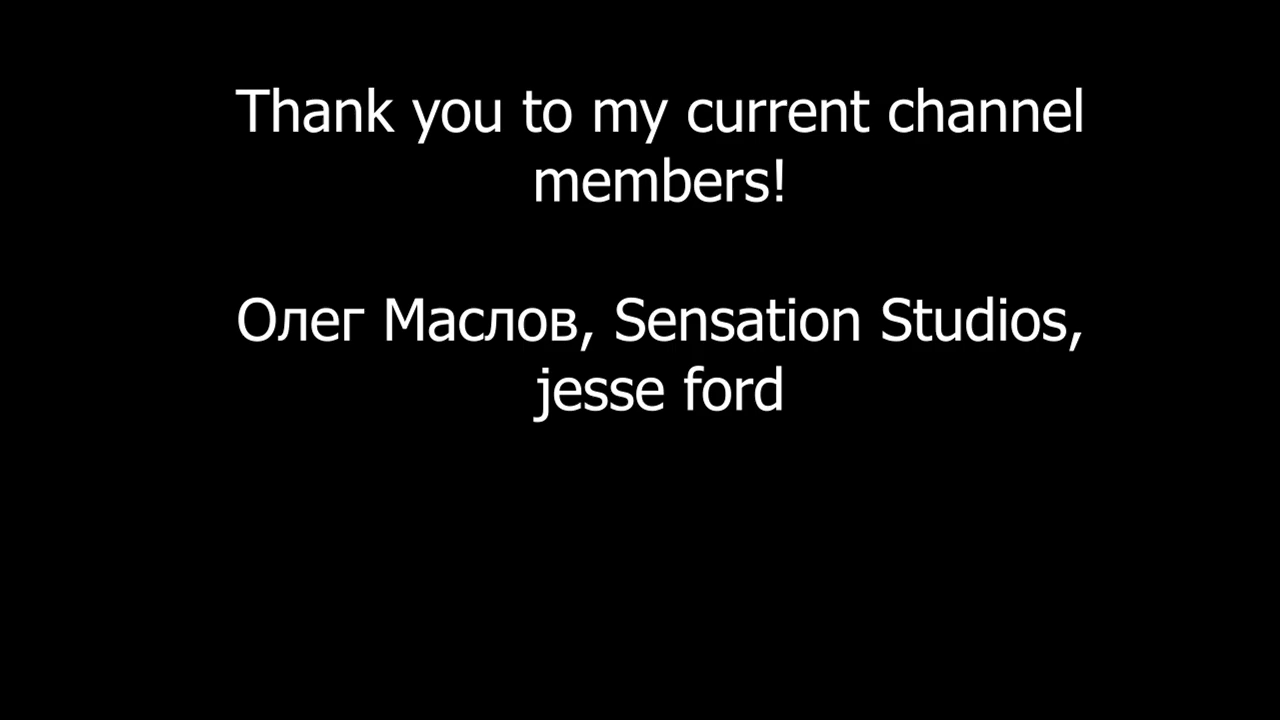 Thank you to my current channel
members!
Олег Маслов, Sensation Studios,
jesse ford